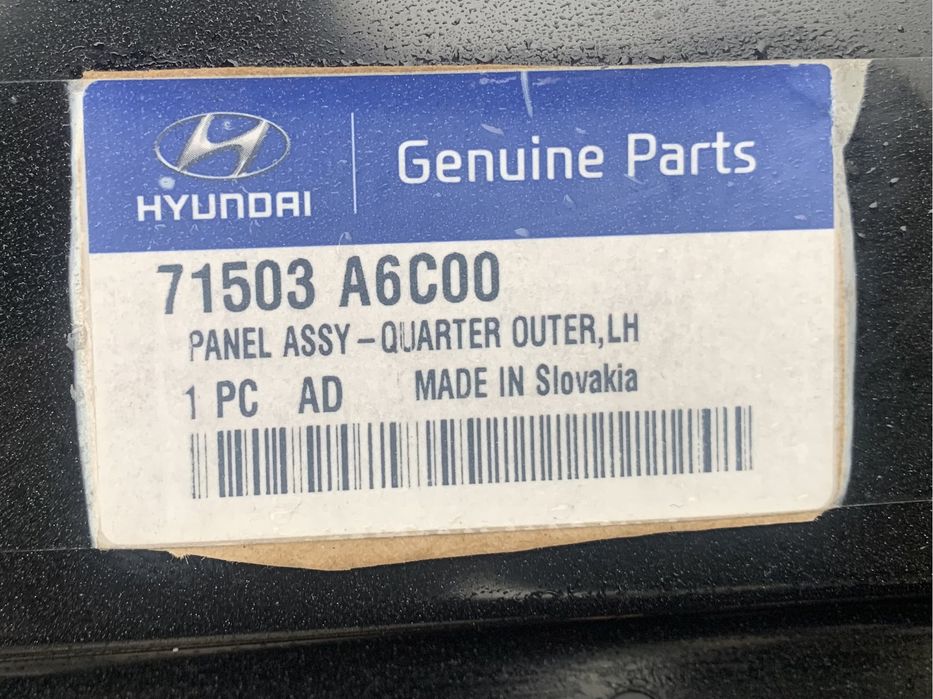 HYUNDAI
Genuine Parts
71503 A6C00
PANEL ASSY-QUARTER OUTER,LH
1 PC AD MADE IN Slovakia